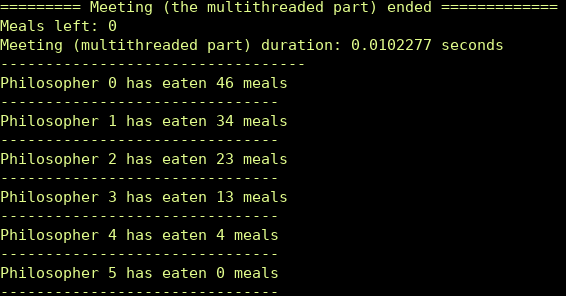 ========= Meeting (the multithreaded part) ended =============
Meals left: 0
Meeting (multithreaded part) duration: 0.0102277 seconds
----------------------------------
Philosopher 0 has eaten 46 meals
-------------------------------
Philosopher 1 has eaten 34 meals
-------------------------------
Philosopher 2 has eaten 23 meals
-------------------------------
Philosopher 3 has eaten 13 meals
-------------------------------
Philosopher 4 has eaten 4 meals
-------------------------------
Philosopher 5 has eaten 0 meals
-------------------------------